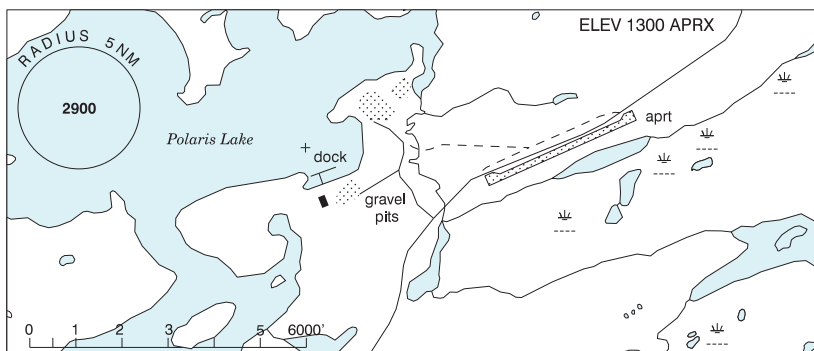 ELEV 1300 APRX
RADIUS 5NM
2900
aprt
Polaris Lake
dock
gravel
pits
0 1 2 3 4 5 6000'